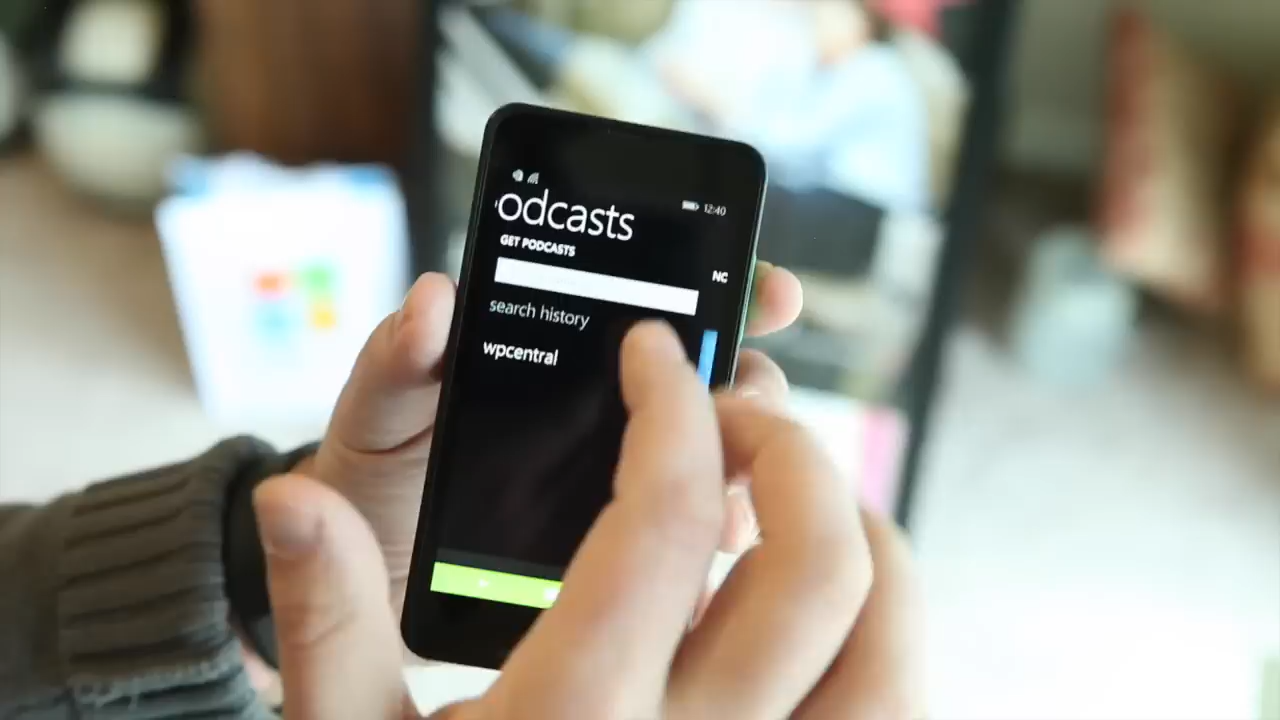 12:40
odcasts
GET PODCASTS
NC
search history
wpcentral